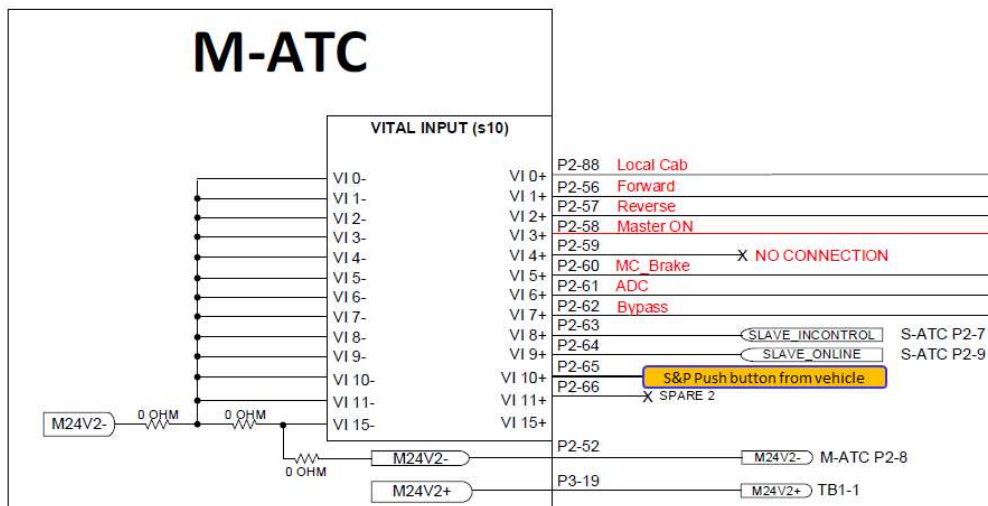 M-ATC
VITAL INPUT (s10)
VI 0-
VI 1-
VI 2-
VI 3-
VI 4-
VI 5-
VI 6-
VI 7-
VI 8-
VI 9-
VI 10-
VI 11-
VI 15-
VI 0+
VI 1+
VI 2+
VI 3+
VI 4+
VI 5+
VI 6+
VI 7+
VI 8+
VI 9+
VI 10+
VI 11+
VI 15+
P2-88 Local Cab
P2-56 Forward
P2-57 Reverse
P2-58 Master ON
P2-59
X NO CONNECTION
P2-60 MC_Brake
P2-61 ADC
P2-62 Bypass
P2-63
SLAVE_INCONTROL S-ATC P2-7
P2-64
SLAVE_ONLINE S-ATC P2-9
P2-65
S&P Push button from vehicle
P2-66
X SPARE 2
M24V2- 0 OHM 0 OHM
0 OHM
M24V2- P2-52 M24V2- M-ATC P2-8
M24V2+ P3-19 M24V2+ TB1-1